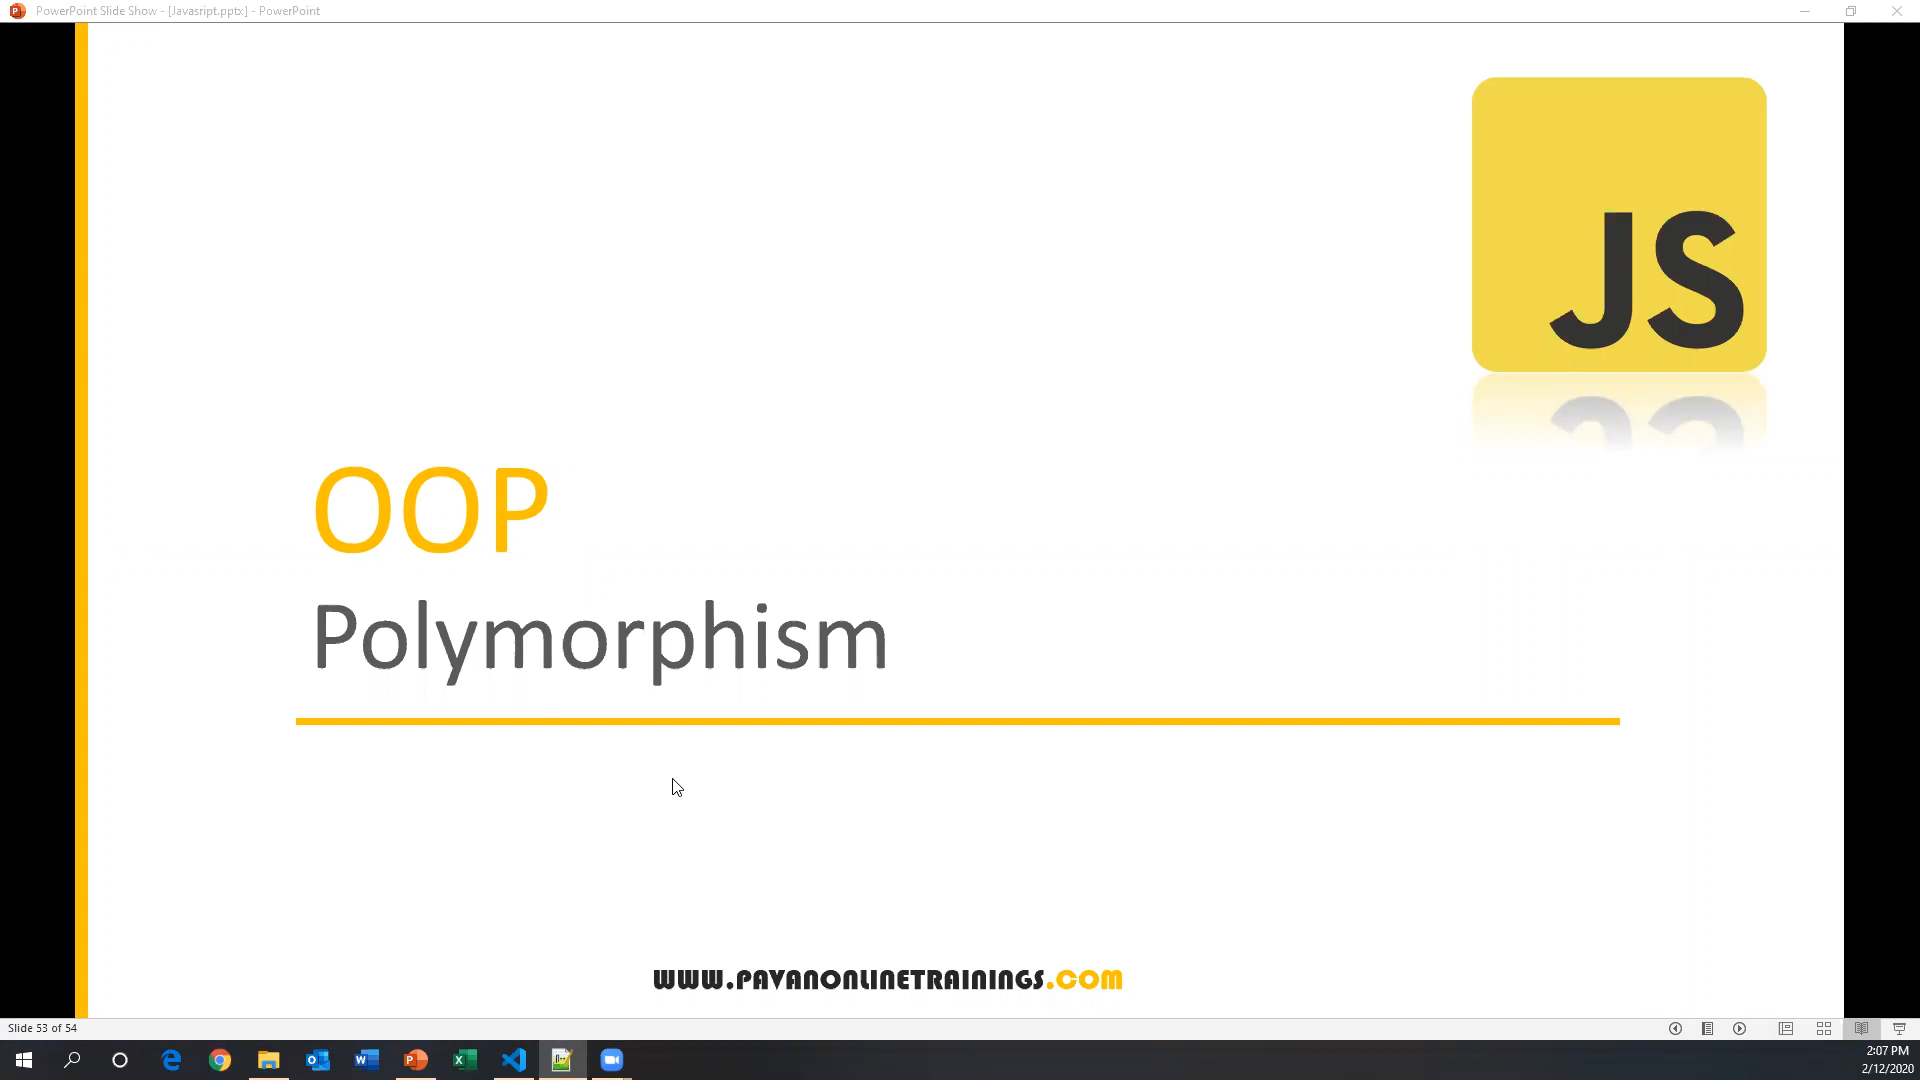 PowerPoint Slide Show - [Javasript.pptx] - PowerPoint
JS
OOP
Polymorphism
WWW.PAVANONLINETRAININGS.COM
Slide 53 of 54
2:07 PM
2/12/2020